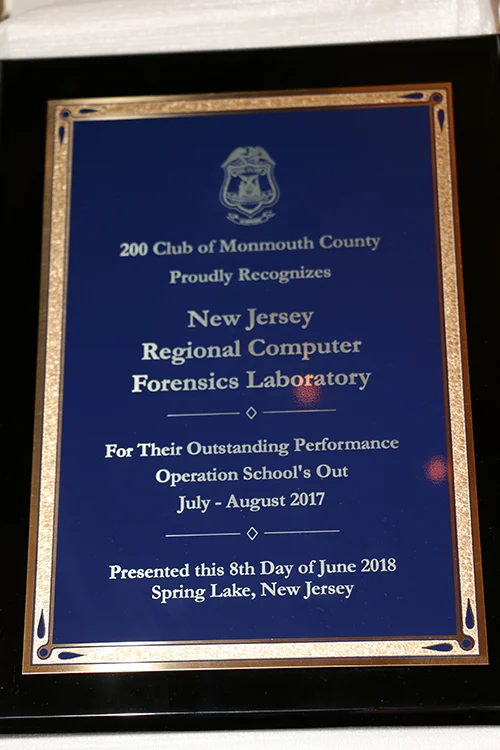 200 Club of Monmouth County
Proudly Recognizes
New Jersey
Regional Computer
Forensics Laboratory
For Their Outstanding Performance
Operation School's Out
July - August 2017
Presented this 8th Day of June 2018
Spring Lake, New Jersey